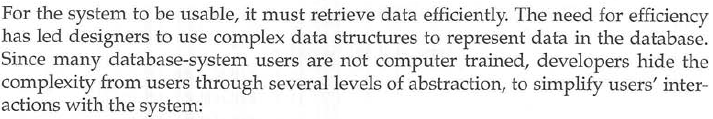 For the system to be usable, it must retrieve data efficiently. The need for efficiency
has led designers to use complex data structures to represent data in the database.
Since many database-system users are not computer trained, developers hide the
complexity from users through several levels of abstraction, to simplify users' inter-
actions with the system: